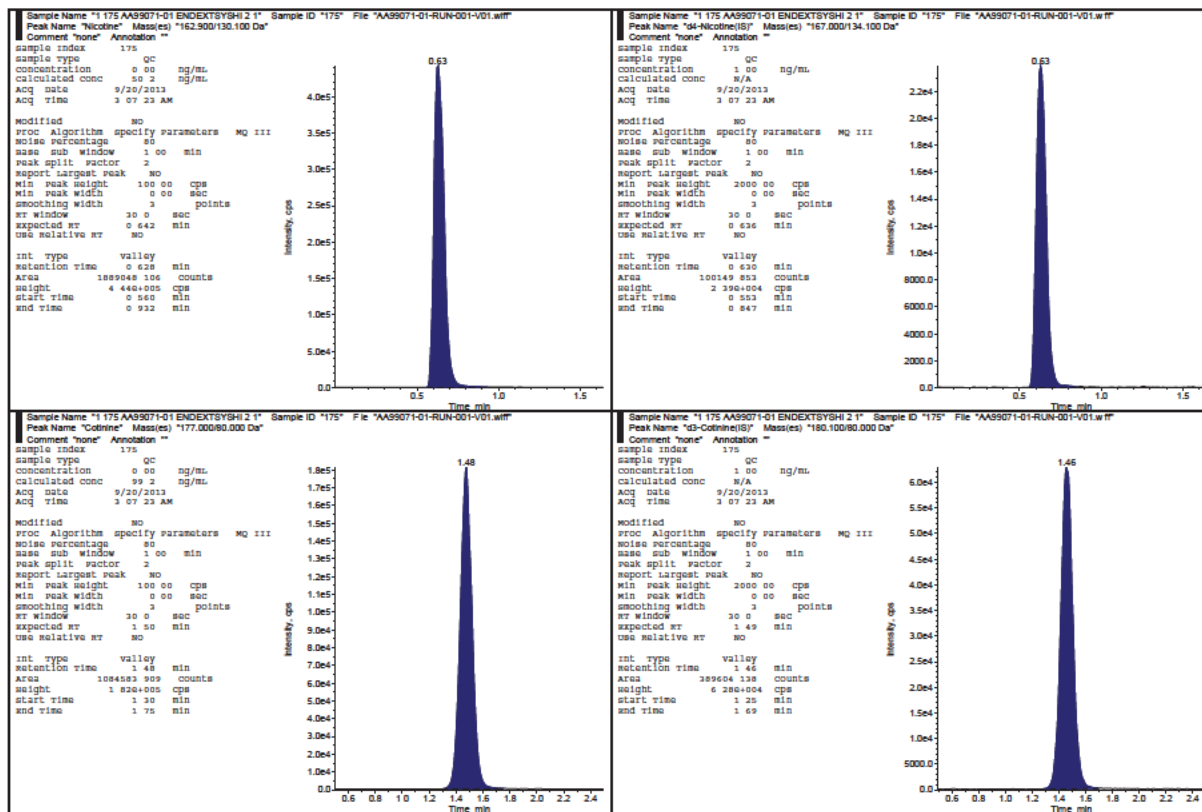 Sample Name "1 175 AA99071-01 ENDEXTSYSHI 2 1" Sample ID "175" File "AA99071-01-RUN-001-V01.wiff"
Peak Name "Nicotine" Mass(es) "162.900/130.100 Da"
Comment "none" Annotation ""
Sample Index 175
Sample Type QC
Concentration 0 00 ng/mL
Calculated Conc 50 2 ng/mL
Acq Date 9/20/2013
Acq Time 3 07 23 AM
Modified No
Proc Algorithm Specify Parameters MQ III
Noise Percentage 80
Base Sub Window 1 00 min
Peak Split Factor 2
Report Largest Peak No
Min Peak Height 100 00 cps
Min Peak Width 0 00 sec
Smoothing Width 3 points
RT Window 30 0 sec
Expected RT 0 642 min
Use Relative RT No
Int Type Valley
Retention Time 0 628 min
Area 1889048 106 counts
Height 4 44e+005 cps
Start Time 0 560 min
End Time 0 932 min
0.63
4.0e5
3.5e5
3.0e5
2.5e5
2.0e5
1.5e5
1.0e5
5.0e4
0.0
Intensity, cps
0.5 1.0 1.5
Time, min
Sample Name "1 175 AA99071-01 ENDEXTSYSHI 2 1" Sample ID "175" File "AA99071-01-RUN-001-V01.wiff"
Peak Name "d4-Nicotine(IS)" Mass(es) "167.000/134.100 Da"
Comment "none" Annotation ""
Sample Index 175
Sample Type QC
Concentration 1 00 ng/mL
Calculated Conc N/A
Acq Date 9/20/2013
Acq Time 3 07 23 AM
Modified No
Proc Algorithm Specify Parameters MQ III
Noise Percentage 80
Base Sub Window 1 00 min
Peak Split Factor 2
Report Largest Peak No
Min Peak Height 2000 00 cps
Min Peak Width 0 00 sec
Smoothing Width 3 points
RT Window 30 0 sec
Expected RT 0 636 min
Use Relative RT No
Int Type Valley
Retention Time 0 630 min
Area 100149 853 counts
Height 2 39e+004 cps
Start Time 0 553 min
End Time 0 847 min
0.63
2.2e4
2.0e4
1.8e4
1.6e4
1.4e4
1.2e4
1.0e4
8000.0
6000.0
4000.0
2000.0
0.0
Intensity, cps
0.5 1.0 1.5
Time, min
Sample Name "1 175 AA99071-01 ENDEXTSYSHI 2 1" Sample ID "175" File "AA99071-01-RUN-001-V01.wiff"
Peak Name "Cotinine" Mass(es) "177.000/80.000 Da"
Comment "none" Annotation ""
Sample Index 175
Sample Type QC
Concentration 0 00 ng/mL
Calculated Conc 99 2 ng/mL
Acq Date 9/20/2013
Acq Time 3 07 23 AM
Modified No
Proc Algorithm Specify Parameters MQ III
Noise Percentage 80
Base Sub Window 1 00 min
Peak Split Factor 2
Report Largest Peak No
Min Peak Height 100 00 cps
Min Peak Width 0 00 sec
Smoothing Width 3 points
RT Window 30 0 sec
Expected RT 1 50 min
Use Relative RT No
Int Type Valley
Retention Time 1 48 min
Area 1084583 909 counts
Height 1 82e+005 cps
Start Time 1 30 min
End Time 1 75 min
1.48
1.8e5
1.7e5
1.6e5
1.5e5
1.4e5
1.3e5
1.2e5
1.1e5
1.0e5
9.0e4
8.0e4
7.0e4
6.0e4
5.0e4
4.0e4
3.0e4
2.0e4
1.0e4
0.0
Intensity, cps
0.6 0.8 1.0 1.2 1.4 1.6 1.8 2.0 2.2 2.4
Time, min
Sample Name "1 175 AA99071-01 ENDEXTSYSHI 2 1" Sample ID "175" File "AA99071-01-RUN-001-V01.wiff"
Peak Name "d3-Cotinine(IS)" Mass(es) "180.100/80.000 Da"
Comment "none" Annotation ""
Sample Index 175
Sample Type QC
Concentration 1 00 ng/mL
Calculated Conc N/A
Acq Date 9/20/2013
Acq Time 3 07 23 AM
Modified No
Proc Algorithm Specify Parameters MQ III
Noise Percentage 80
Base Sub Window 1 00 min
Peak Split Factor 2
Report Largest Peak No
Min Peak Height 2000 00 cps
Min Peak Width 0 00 sec
Smoothing Width 3 points
RT Window 30 0 sec
Expected RT 1 49 min
Use Relative RT No
Int Type Valley
Retention Time 1 46 min
Area 389604 138 counts
Height 6 28e+004 cps
Start Time 1 25 min
End Time 1 69 min
1.46
6.0e4
5.5e4
5.0e4
4.5e4
4.0e4
3.5e4
3.0e4
2.5e4
2.0e4
1.5e4
1.0e4
5000.0
0.0
Intensity, cps
0.6 0.8 1.0 1.2 1.4 1.6 1.8 2.0 2.2 2.4
Time, min